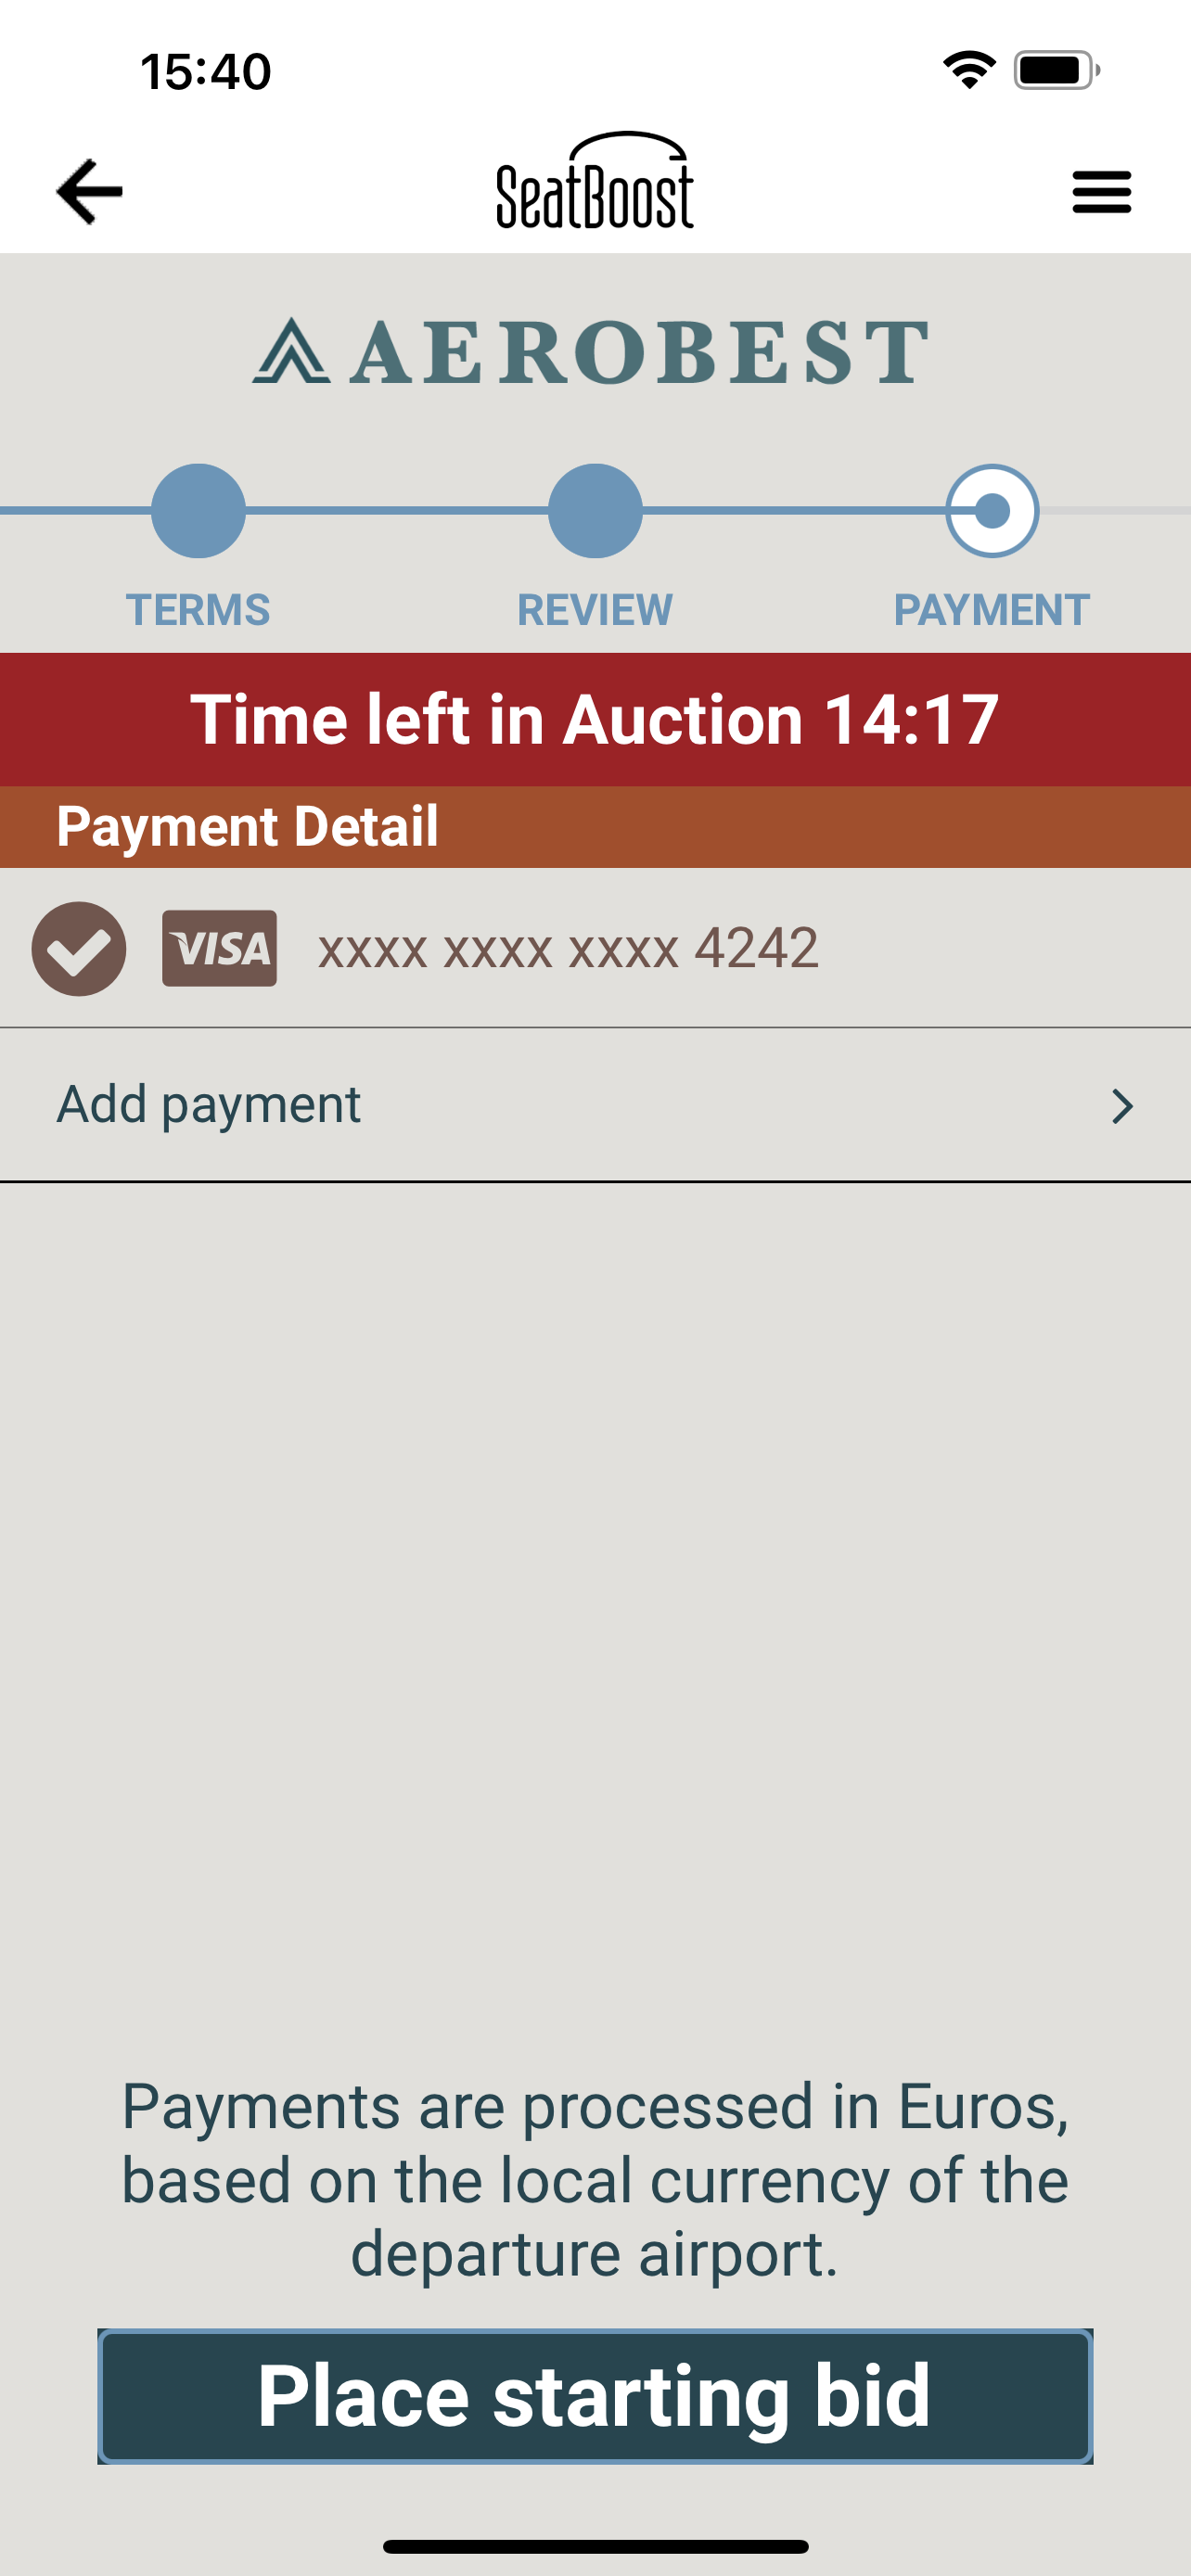 15:40
SeatBoost
AEROBEST
TERMS REVIEW PAYMENT
Time left in Auction 14:17
Payment Detail
VISA xxxx xxxx xxxx 4242
Add payment
Payments are processed in Euros,
based on the local currency of the
departure airport.
Place starting bid